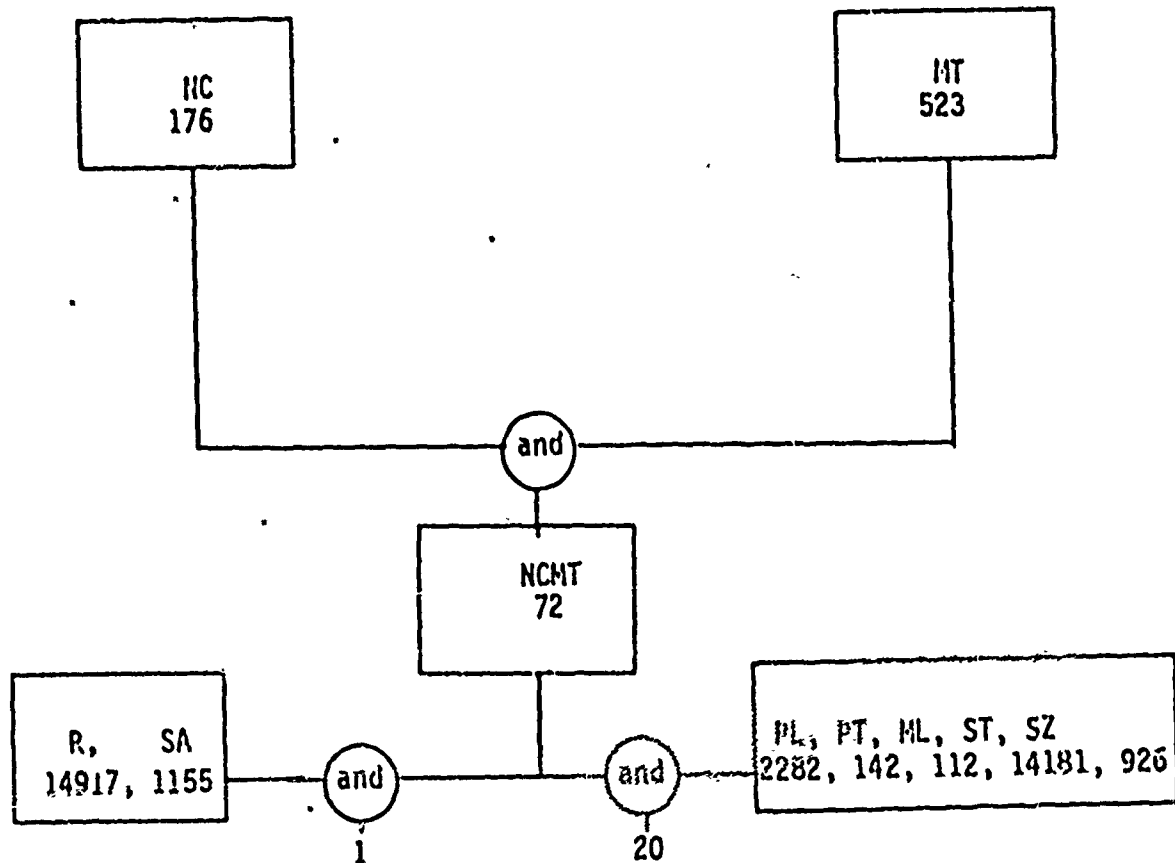 NC
176
MT
523
and
NCMT
72
R, SA
14917, 1155
and
1
and
20
PL, PT, ML, ST, SZ
2282, 142, 112, 14181, 926